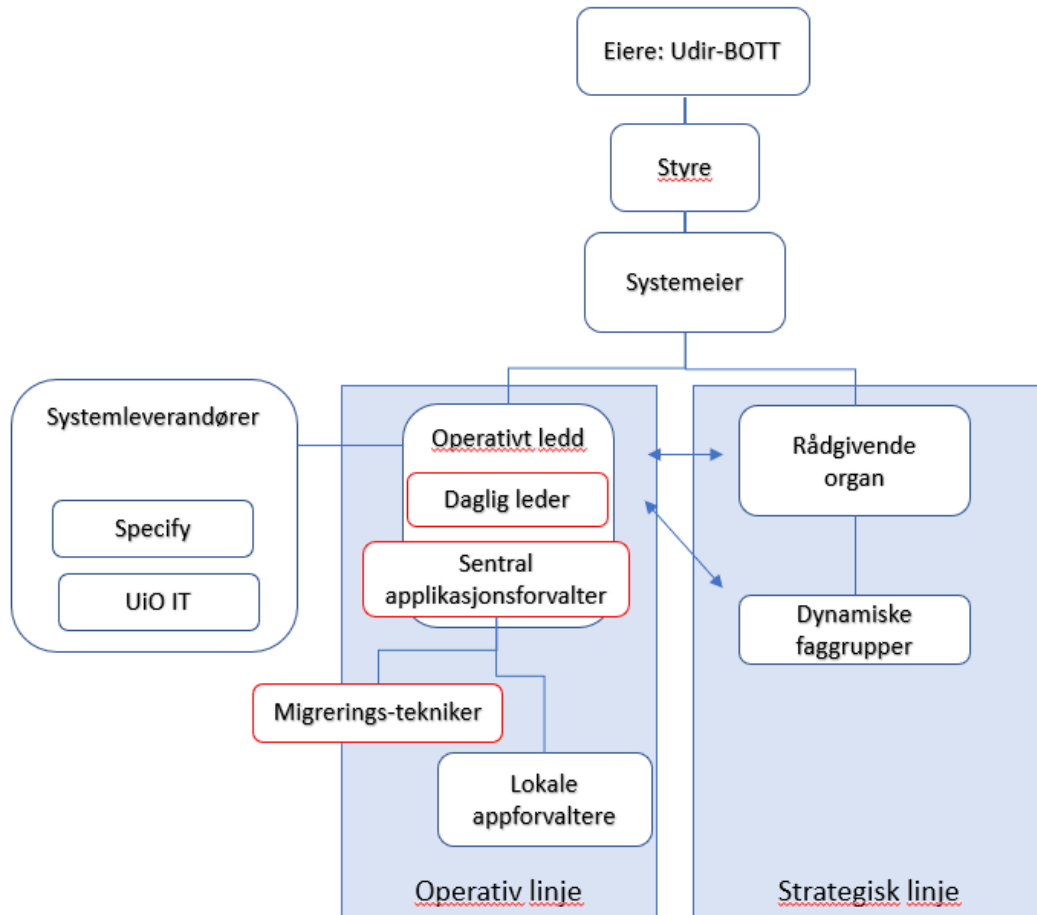 Eiere: Udir-BOTT
Styre
Systemeier
Systemleverandører
Specify
UiO IT
Operativt ledd
Daglig leder
Sentral
applikasjonsforvalter
Migrerings-tekniker
Lokale
appforvaltere
Operativ linje
Rådgivende
organ
Dynamiske
faggrupper
Strategisk linje